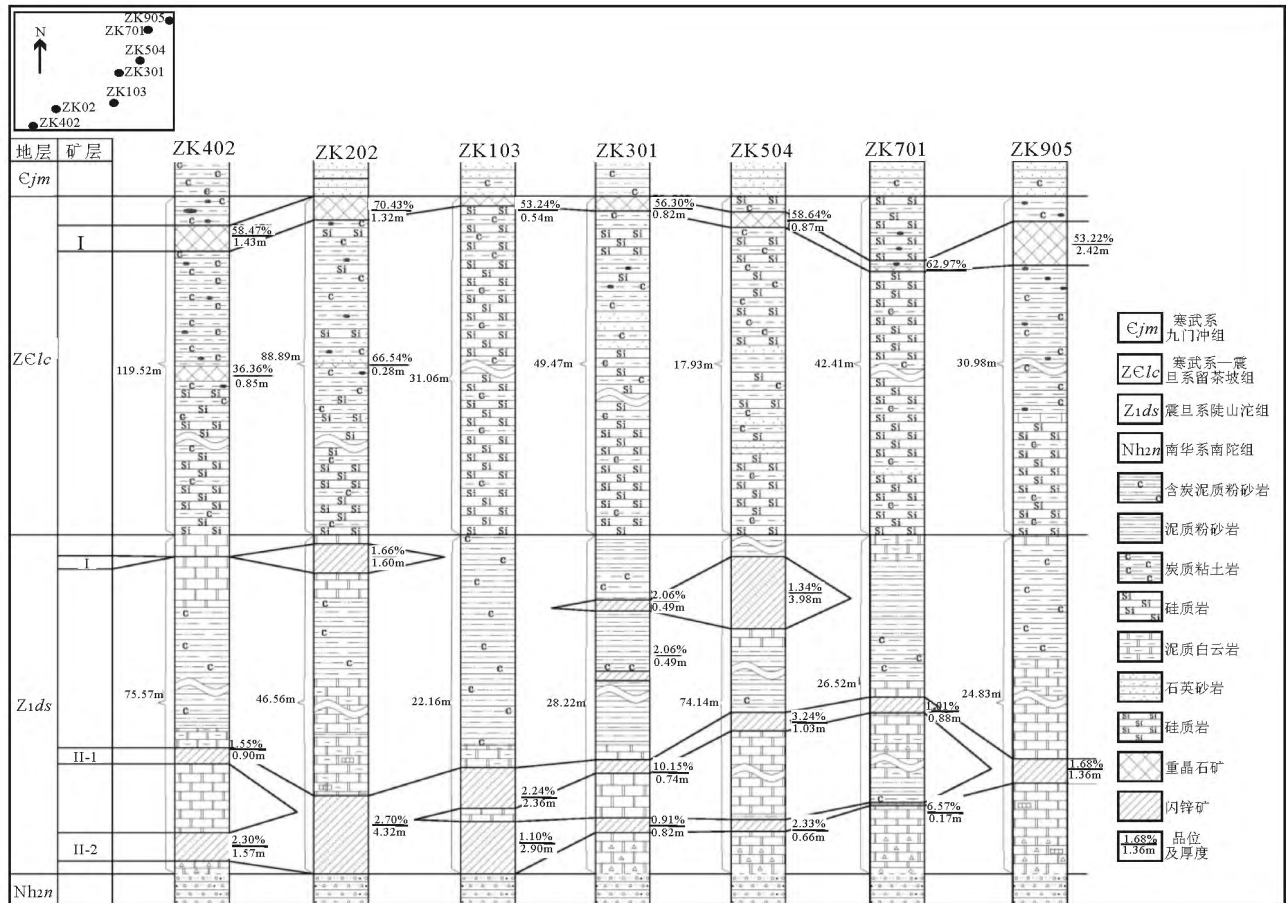 ZK905
ZK701
N
ZK504
ZK301
ZK103
ZK02
ZK402
地层 矿层 ZK402 ZK202 ZK103 ZK301 ZK504 ZK701 ZK905
Єjm
I
ZЄlc
I
Z1ds
II-1
II-2
Nh2n
58.47%
1.43m
119.52m
36.36%
0.85m
75.57m
1.55%
0.90m
2.30%
1.57m
70.43%
1.32m
88.89m
66.54%
0.28m
1.66%
1.60m
46.56m
2.70%
4.32m
53.24%
0.54m
31.06m
22.16m
2.24%
2.36m
1.10%
2.90m
56.30%
0.82m
49.47m
2.06%
0.49m
2.06%
0.49m
28.22m
10.15%
0.74m
0.91%
0.82m
58.64%
0.87m
17.93m
1.34%
3.98m
74.14m
3.24%
1.03m
2.33%
0.66m
62.97%
42.41m
26.52m
1.91%
0.88m
6.57%
0.17m
53.22%
2.42m
30.98m
24.83m
1.68%
1.36m
Єjm 寒武系
九门冲组
ZЄlc 寒武系—震
旦系留茶坡组
Z1ds 震旦系陡山沱组
Nh2n 南华系南陀组
含炭泥质粉砂岩
泥质粉砂岩
炭质粘土岩
硅质岩
泥质白云岩
石英砂岩
硅质岩
重晶石矿
闪锌矿
1.68%
1.36m
品位
及厚度